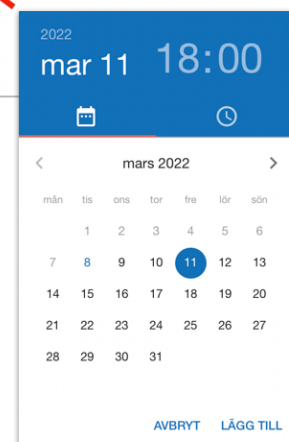 2022
mar 11 18:00
mars 2022
mån tis ons tor fre lör sön
1 2 3 4 5 6
7 8 9 10 11 12 13
14 15 16 17 18 19 20
21 22 23 24 25 26 27
28 29 30 31
AVBRYT LÄGG TILL